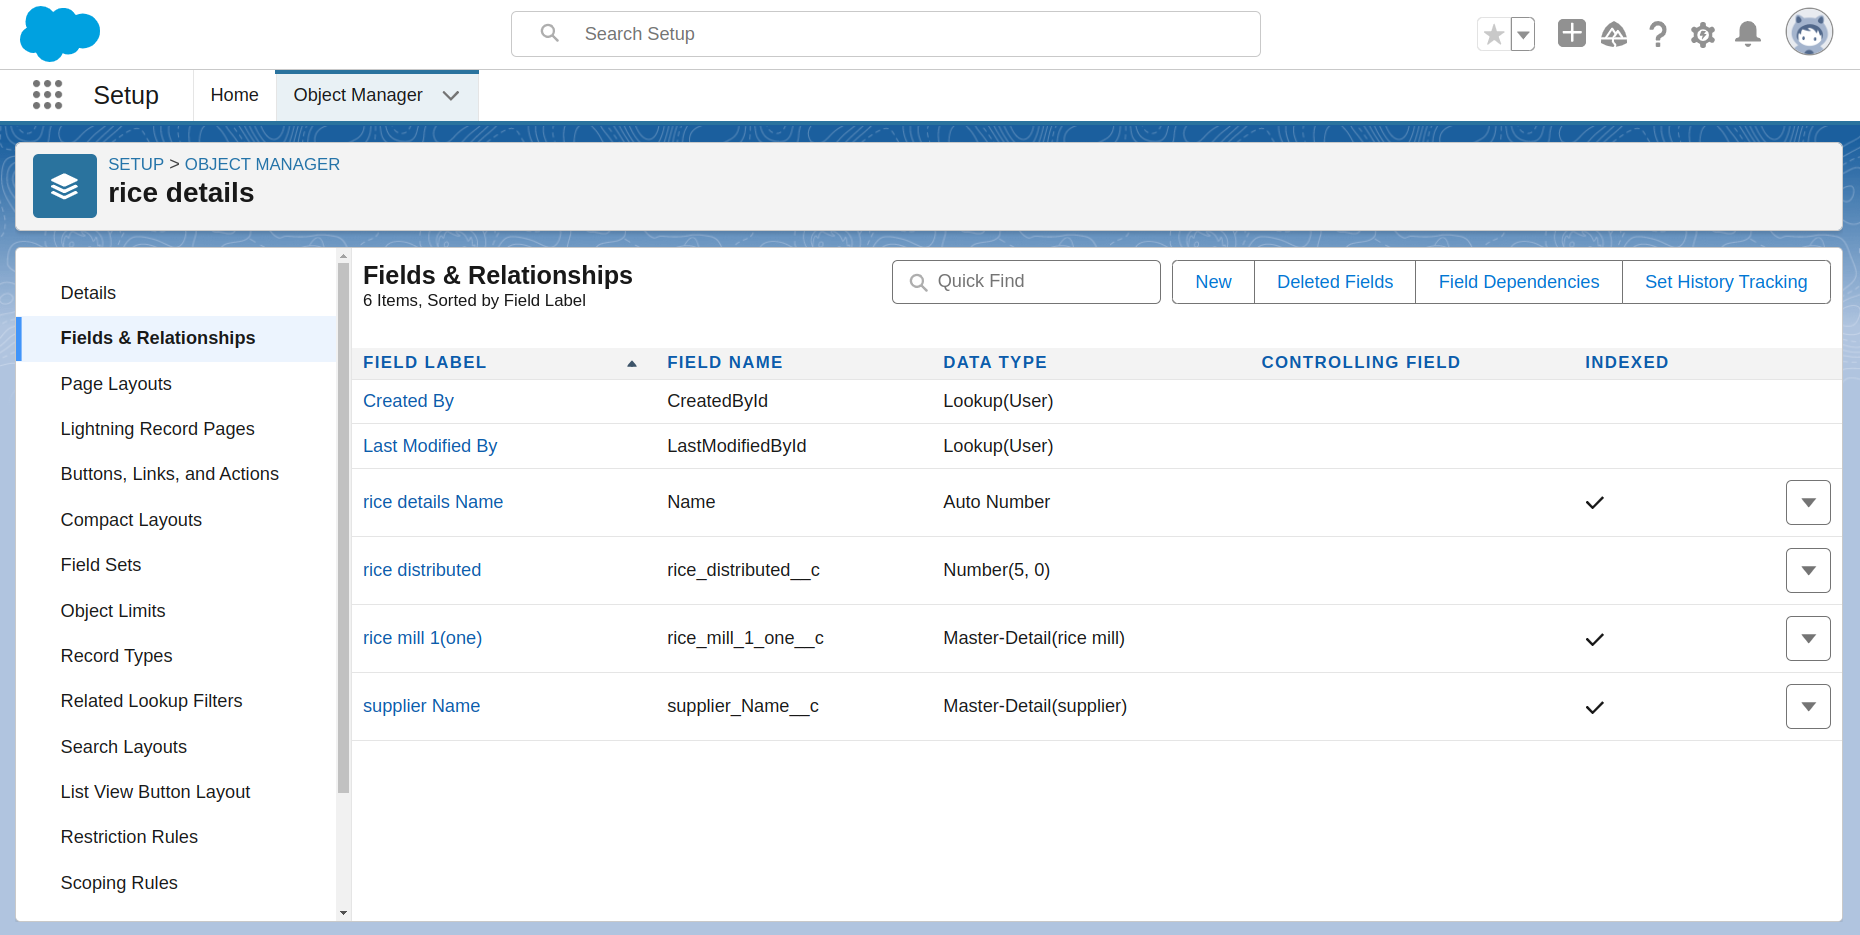 Search Setup
Setup
Home
Object Manager
SETUP > OBJECT MANAGER
rice details
Details
Fields & Relationships
Page Layouts
Lightning Record Pages
Buttons, Links, and Actions
Compact Layouts
Field Sets
Object Limits
Record Types
Related Lookup Filters
Search Layouts
List View Button Layout
Restriction Rules
Scoping Rules
Fields & Relationships
6 Items, Sorted by Field Label
Quick Find
New
Deleted Fields
Field Dependencies
Set History Tracking
FIELD LABEL FIELD NAME DATA TYPE CONTROLLING FIELD INDEXED
Created By CreatedById Lookup(User)
Last Modified By LastModifiedById Lookup(User)
rice details Name Name Auto Number
rice distributed rice_distributed__c Number(5, 0)
rice mill 1(one) rice_mill_1_one__c Master-Detail(rice mill)
supplier Name supplier_Name__c Master-Detail(supplier)